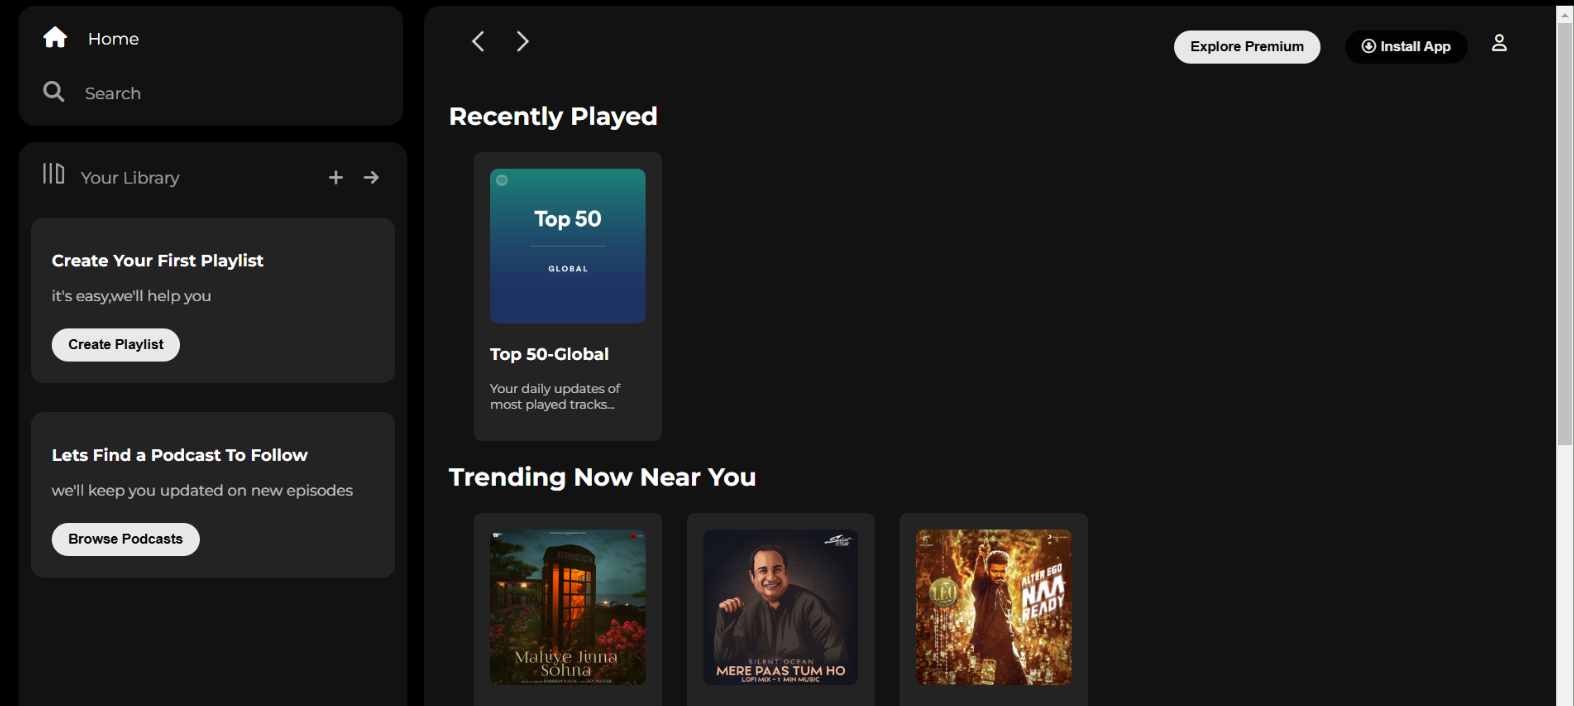 Home
Search
Your Library
Create Your First Playlist
it's easy,we'll help you
Create Playlist
Lets Find a Podcast To Follow
we'll keep you updated on new episodes
Browse Podcasts
Explore Premium
Install App
Recently Played
Top 50
GLOBAL
Top 50-Global
Your daily updates of
most played tracks...
Trending Now Near You
Mahiye Jinna
Sohna
SILENT OCEAN
MERE PAAS TUM HO
LOFI MIX - 1 MIN MUSIC
LEO
ALTER EGO
NAA
READY